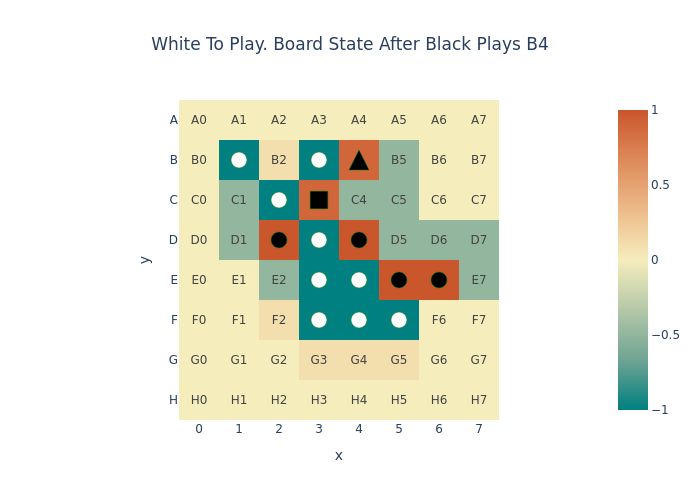 White To Play. Board State After Black Plays B4
A A0 A1 A2 A3 A4 A5 A6 A7
B B0 B2 B5 B6 B7
C C0 C1 C4 C5 C6 C7
D D0 D1 D5 D6 D7
E E0 E1 E2 E7
F F0 F1 F2 F6 F7
G G0 G1 G2 G3 G4 G5 G6 G7
H H0 H1 H2 H3 H4 H5 H6 H7
0 1 2 3 4 5 6 7
x
y
1
0.5
0
−0.5
−1